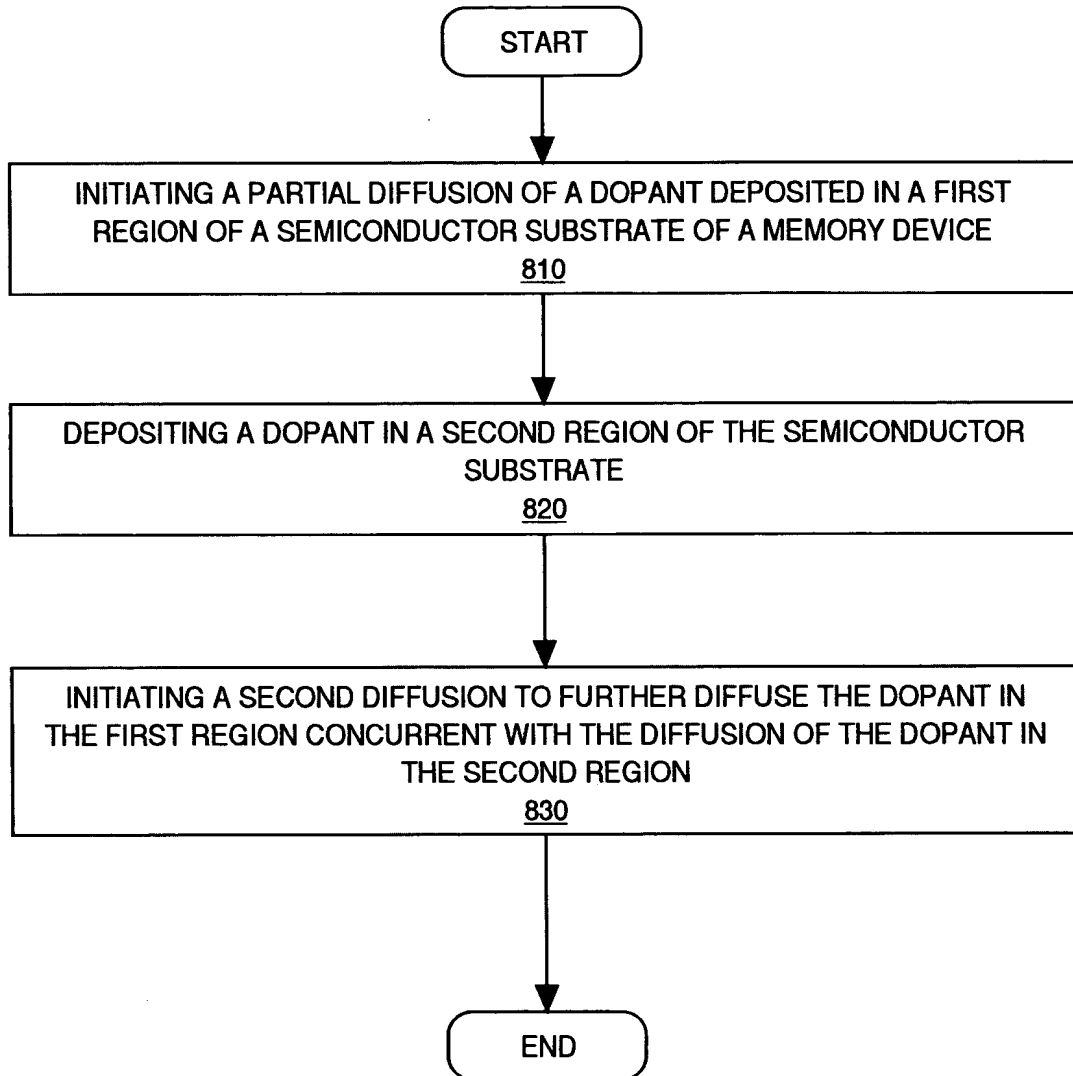 START
INITIATING A PARTIAL DIFFUSION OF A DOPANT DEPOSITED IN A FIRST
REGION OF A SEMICONDUCTOR SUBSTRATE OF A MEMORY DEVICE
810
DEPOSITING A DOPANT IN A SECOND REGION OF THE SEMICONDUCTOR
SUBSTRATE
820
INITIATING A SECOND DIFFUSION TO FURTHER DIFFUSE THE DOPANT IN
THE FIRST REGION CONCURRENT WITH THE DIFFUSION OF THE DOPANT IN
THE SECOND REGION
830
END